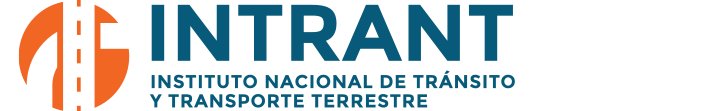 INTRANT
INSTITUTO NACIONAL DE TRÁNSITO
Y TRANSPORTE TERRESTRE